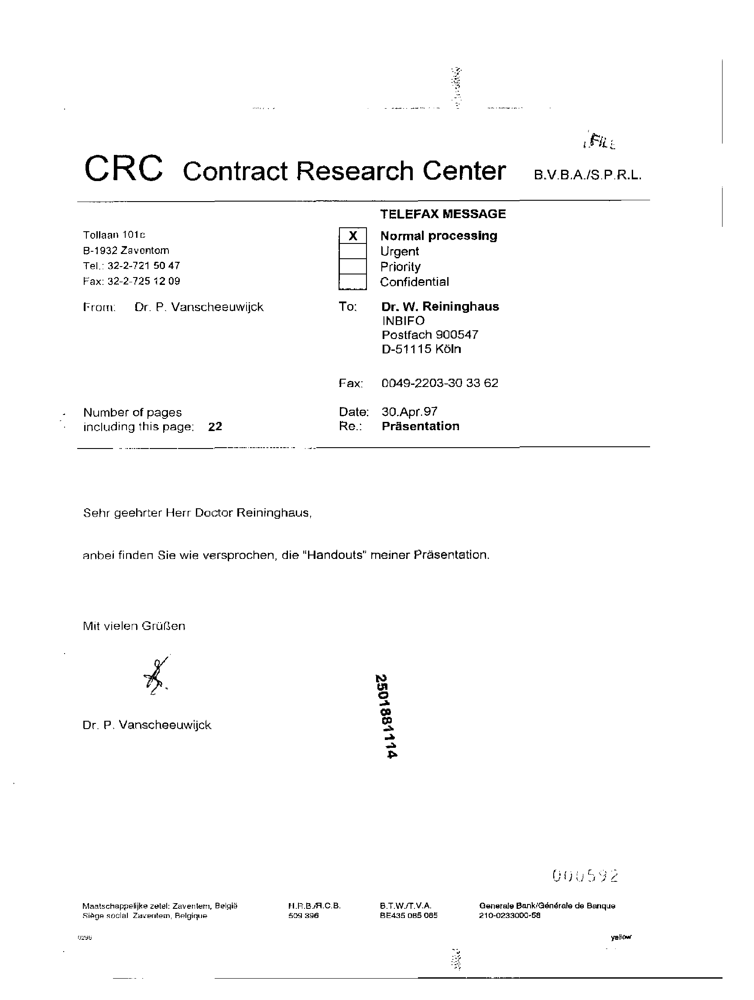 FILE
CRC Contract Research Center B.V.B.A./S.P.R.L.
TELEFAX MESSAGE
Tollaan 101c
B-1932 Zaventem
Tel.: 32-2-721 50 47
Fax: 32-2-725 12 09
X Normal processing
Urgent
Priority
Confidential
From: Dr. P. Vanscheeuwijck
To: Dr. W. Reininghaus
INBIFO
Postfach 900547
D-51115 Köln
Fax: 0049-2203-30 33 62
Number of pages
including this page: 22
Date: 30.Apr.97
Re.: Präsentation
Sehr geehrter Herr Doctor Reininghaus,
anbei finden Sie wie versprochen, die "Handouts" meiner Präsentation.
Mit vielen Grüßen
Dr. P. Vanscheeuwijck
2501881114
000592
Maatschappelijke zetel: Zaventem, België
Siège social: Zaventem, Belgique
H.R.B./R.C.B.
509 396
B.T.W./T.V.A.
BE435 085 085
Generale Bank/Générale de Banque
210-0233000-58
0296
yellow